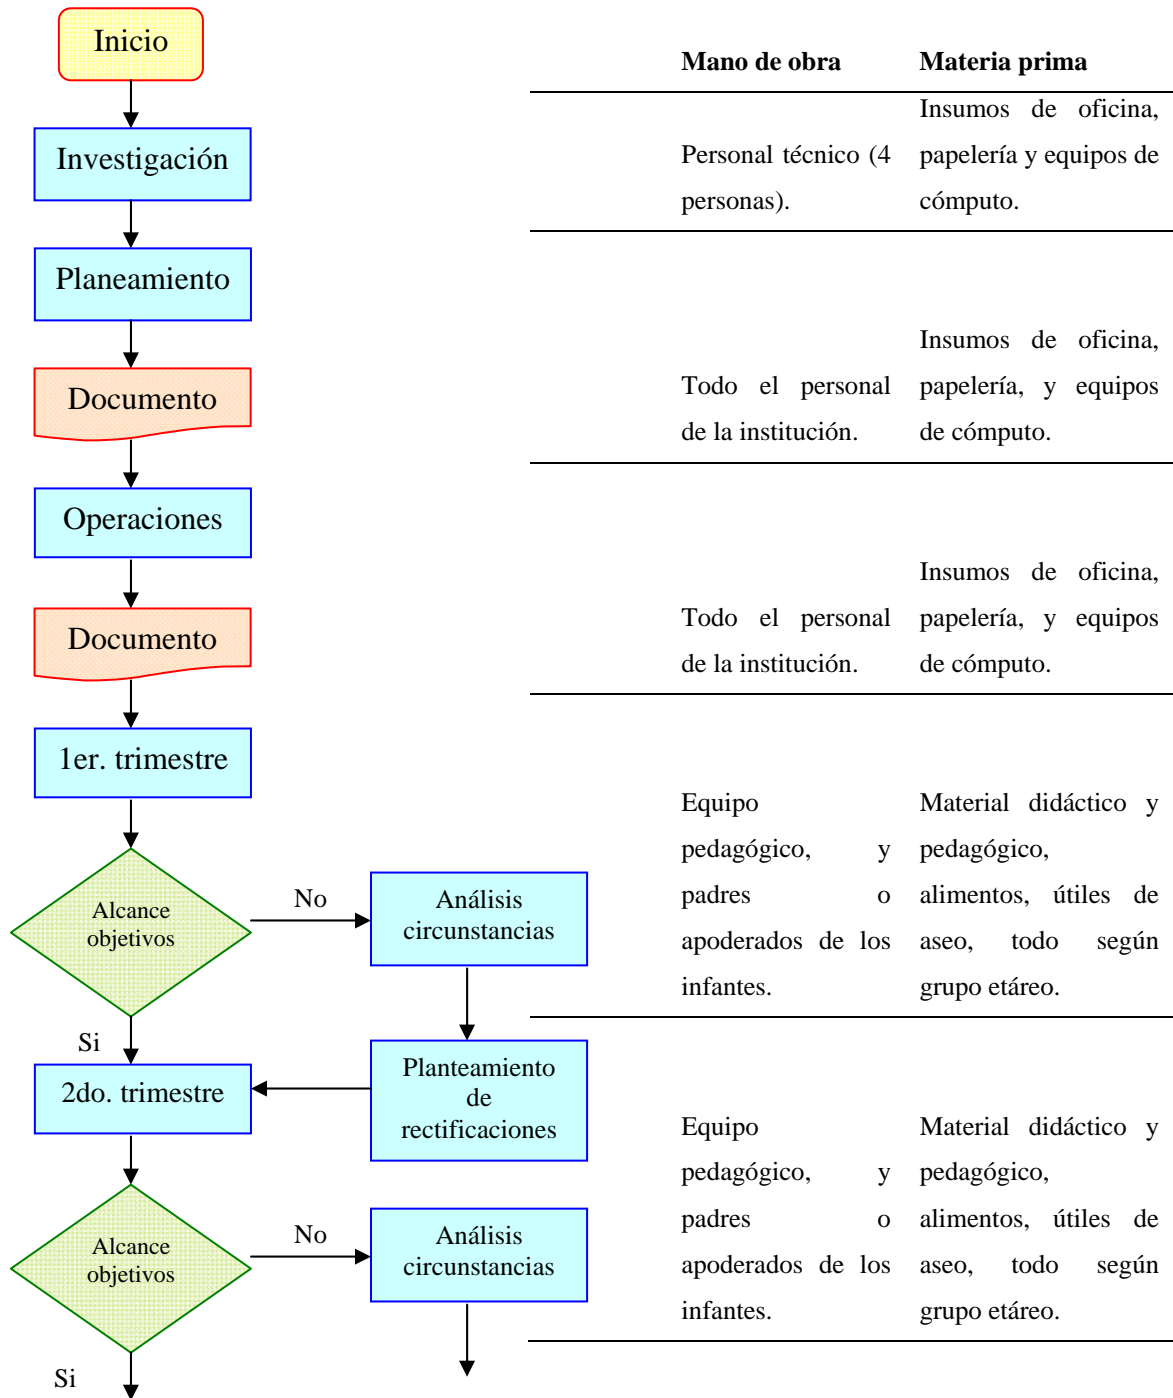 Inicio
Investigación
Planeamiento
Documento
Operaciones
Documento
1er. trimestre
Alcance
objetivos
No
Análisis
circunstancias
Si
2do. trimestre
Planteamiento
de
rectificaciones
Alcance
objetivos
No
Análisis
circunstancias
Si
Mano de obra
Materia prima
Personal técnico (4
personas).
Insumos de oficina,
papelería y equipos de
cómputo.
Todo el personal
de la institución.
Insumos de oficina,
papelería, y equipos
de cómputo.
Todo el personal
de la institución.
Insumos de oficina,
papelería, y equipos
de cómputo.
Equipo
pedagógico, y
padres o
apoderados de los
infantes.
Material didáctico y
pedagógico,
alimentos, útiles de
aseo, todo según
grupo etáreo.
Equipo
pedagógico, y
padres o
apoderados de los
infantes.
Material didáctico y
pedagógico,
alimentos, útiles de
aseo, todo según
grupo etáreo.